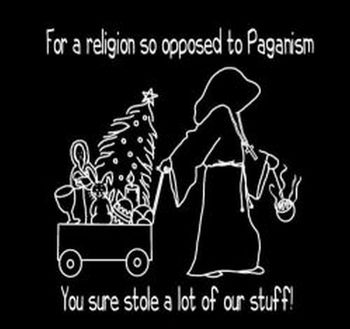 For a religion so opposed to Paganism
You sure stole a lot of our stuff!